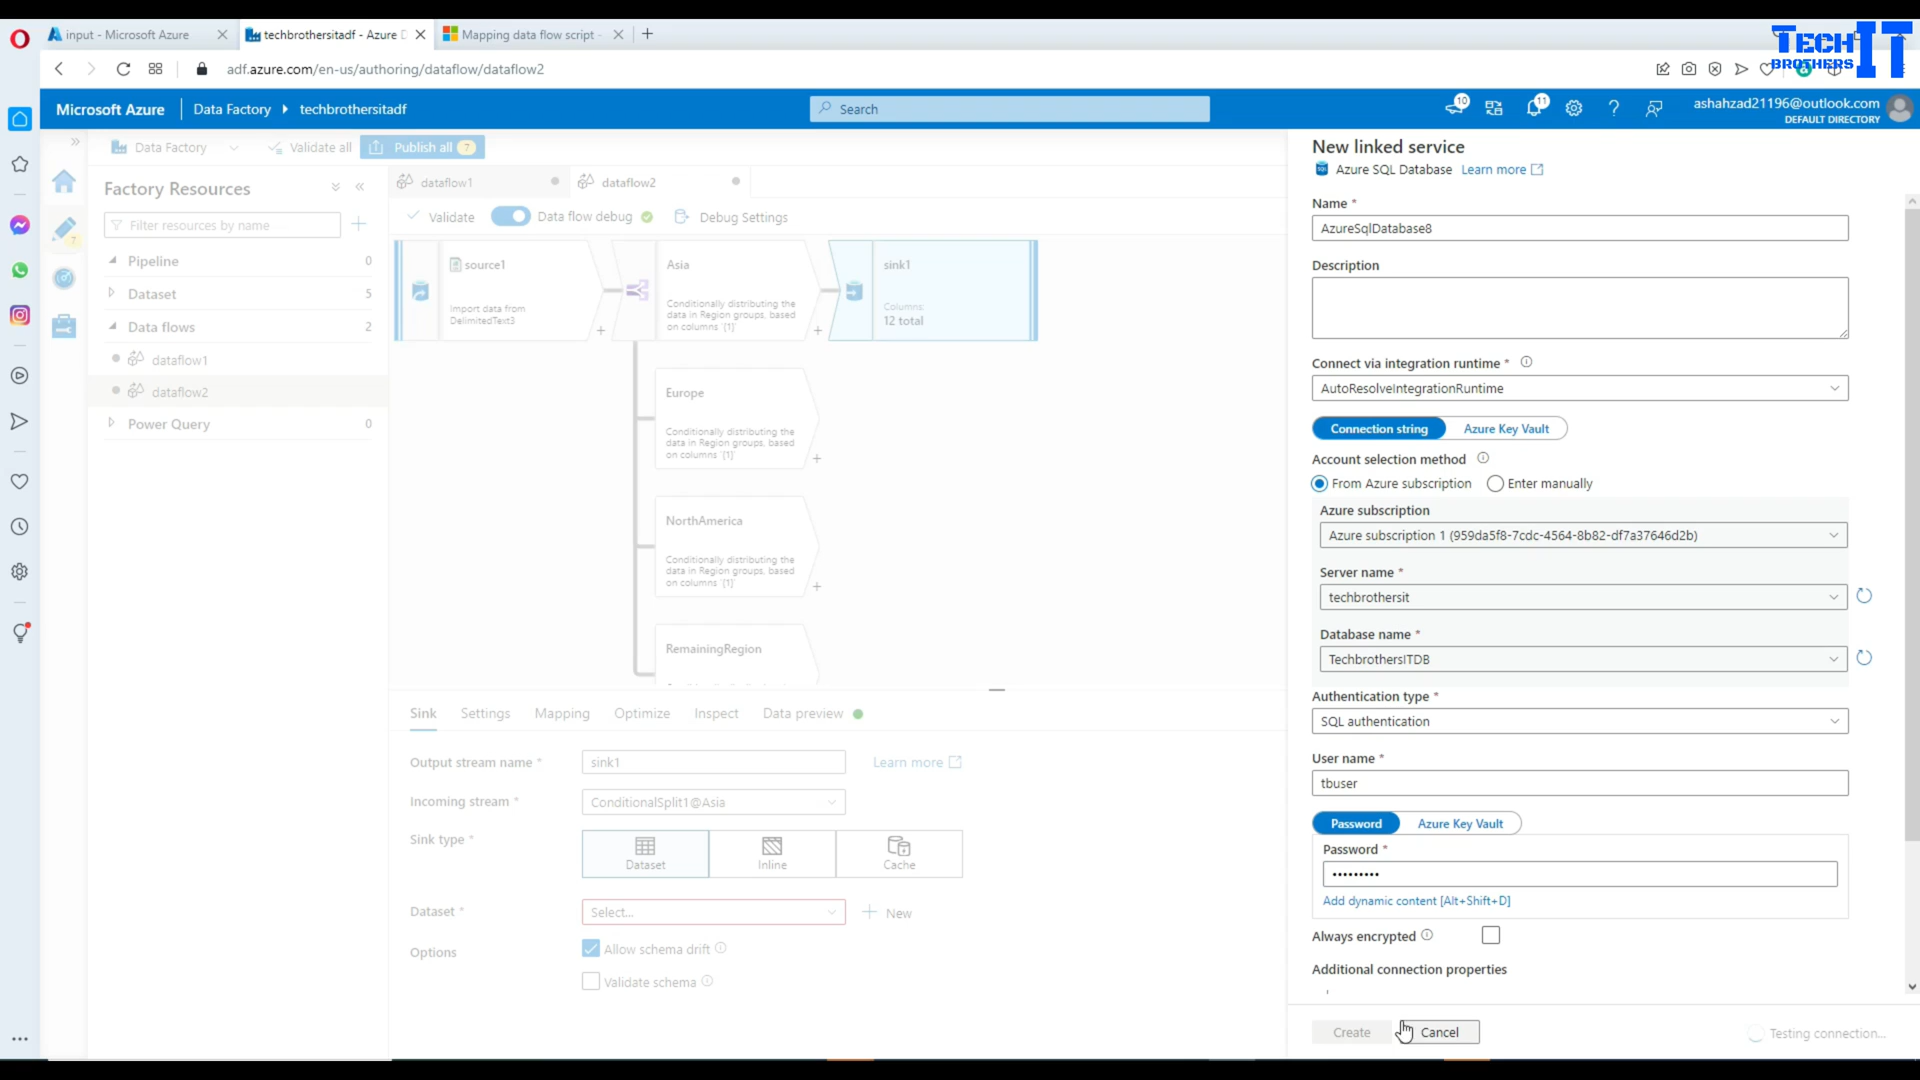 input - Microsoft Azure
techbrothersitadf - Azure D
Mapping data flow script -
TECH IT
BROTHERS
adf.azure.com/en-us/authoring/dataflow/dataflow2
Microsoft Azure
Data Factory
techbrothersitadf
Search
10
11
ashahzad21196@outlook.com
DEFAULT DIRECTORY
Data Factory
Validate all
Publish all
7
Factory Resources
Filter resources by name
7
Pipeline 0
Dataset 5
Data flows 2
dataflow1
dataflow2
Power Query 0
dataflow1
dataflow2
Validate
Data flow debug
Debug Settings
source1
Import data from
DelimitedText3
Asia
Conditionally distributing the
data in Region groups, based
on columns '{1}'
sink1
Columns:
12 total
Europe
Conditionally distributing the
data in Region groups, based
on columns '{1}'
NorthAmerica
Conditionally distributing the
data in Region groups, based
on columns '{1}'
RemainingRegion
Sink
Settings
Mapping
Optimize
Inspect
Data preview
Output stream name *
sink1
Learn more
Incoming stream *
ConditionalSplit1@Asia
Sink type *
Dataset
Inline
Cache
Dataset *
Select...
New
Options
Allow schema drift
Validate schema
New linked service
Azure SQL Database Learn more
Name *
AzureSqlDatabase8
Description
Connect via integration runtime *
AutoResolveIntegrationRuntime
Connection string
Azure Key Vault
Account selection method
From Azure subscription
Enter manually
Azure subscription
Azure subscription 1 (959da5f8-7cdc-4564-8b82-df7a37646d2b)
Server name *
techbrothersit
Database name *
TechbrothersITDB
Authentication type *
SQL authentication
User name *
tbuser
Password
Azure Key Vault
Password *
•••••••••
Add dynamic content [Alt+Shift+D]
Always encrypted
Additional connection properties
Create
Cancel
Testing connection...